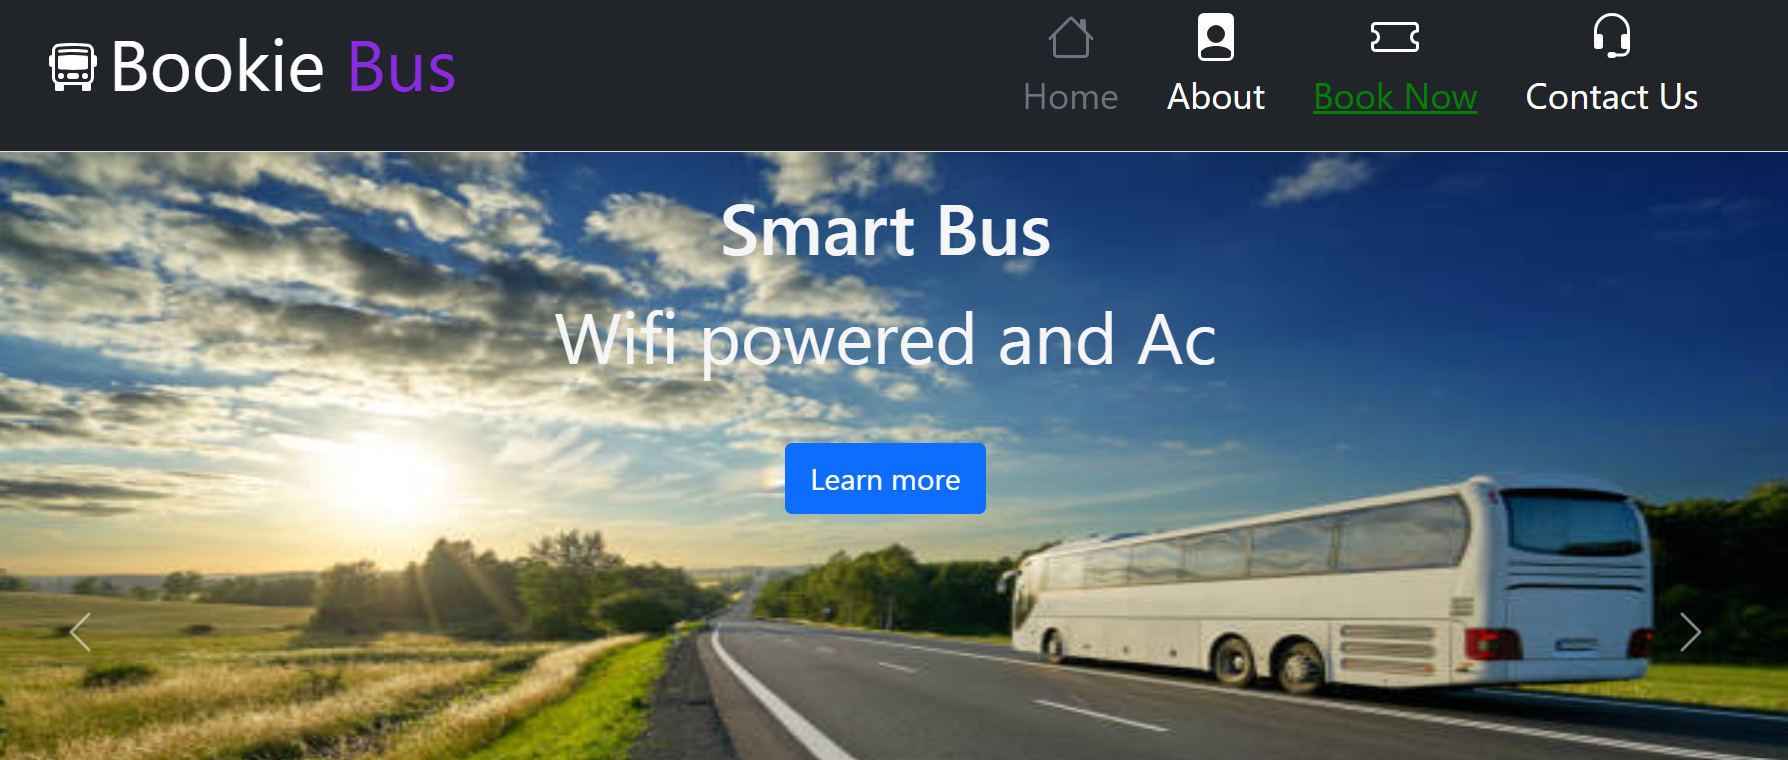 Bookie Bus
Home
About
Book Now
Contact Us
Smart Bus
Wifi powered and Ac
Learn more